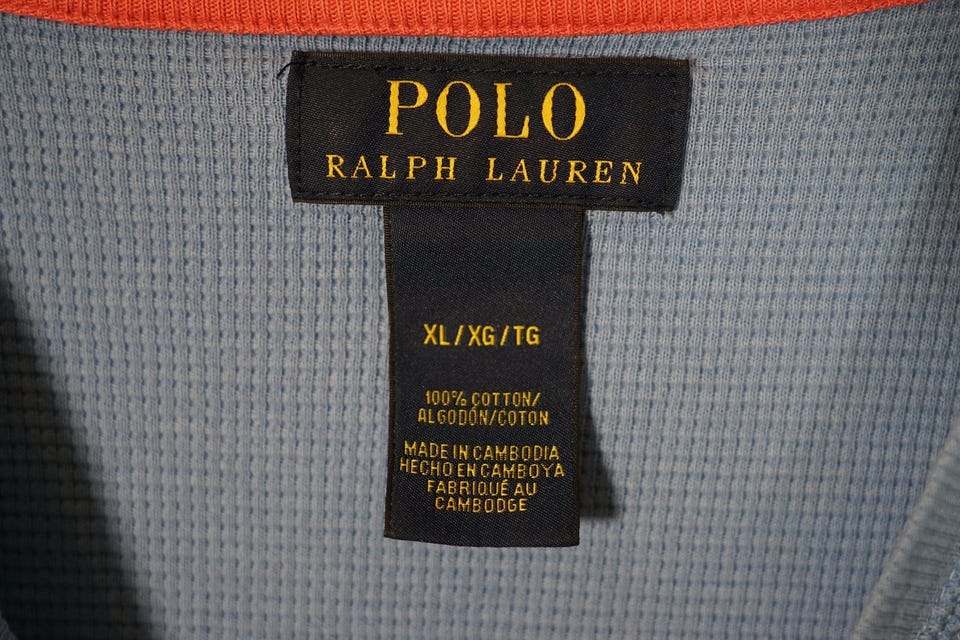 POLO
RALPH LAUREN
XL/XG/TG
100% COTTON/
ALGODÓN/COTON
MADE IN CAMBODIA
HECHO EN CAMBOYA
FABRIQUÉ AU
CAMBODGE